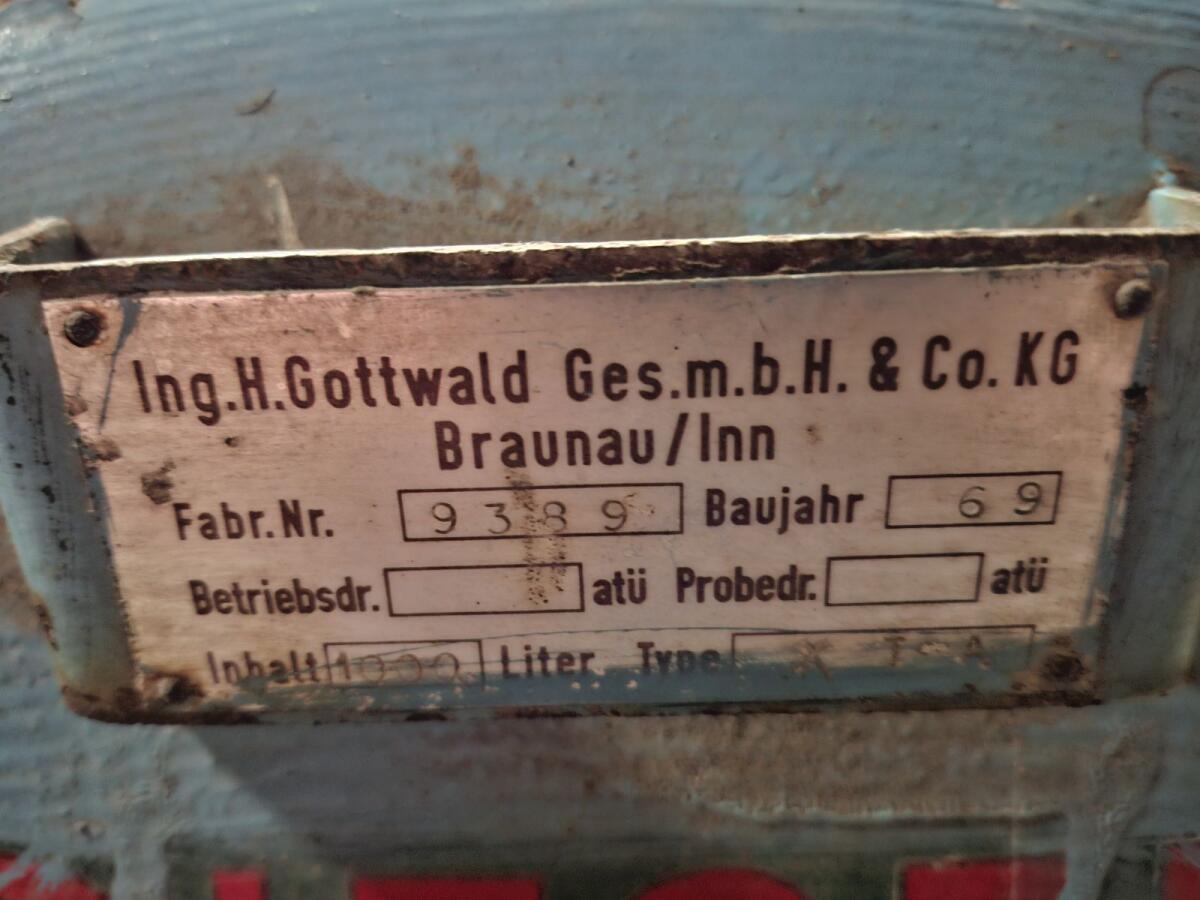 Ing.H.Gottwald Ges.m.b.H. & Co. KG
Braunau/Inn
Fabr.Nr. 9389 Baujahr 69
Betriebsdr. atü Probedr. atü
Inhalt 1000 Liter. Type